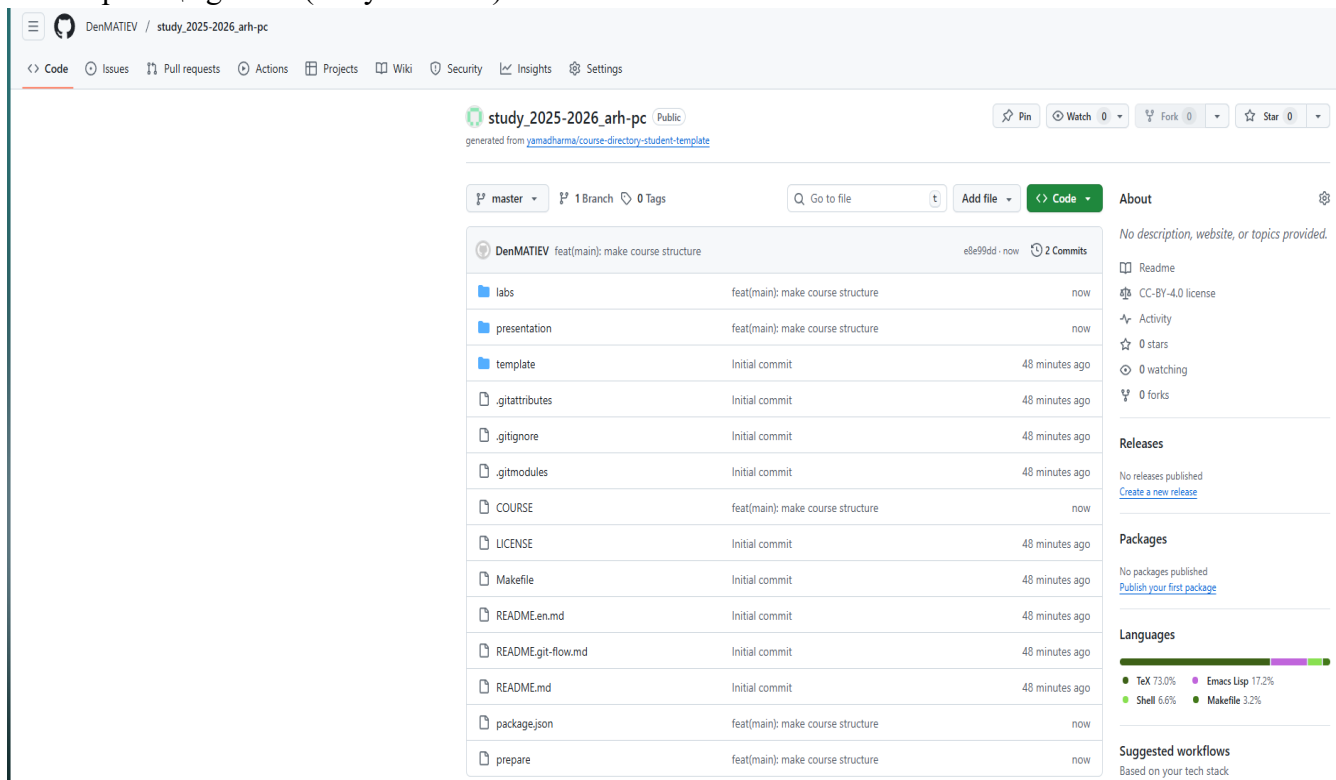 DenMATIEV / study_2025-2026_arh-pc
Code Issues Pull requests Actions Projects Wiki Security Insights Settings
study_2025-2026_arh-pc Public
Pin Watch 0 Fork 0 Star 0
generated from yamadharma/course-directory-student-template
master 1 Branch 0 Tags Go to file t Add file Code
DenMATIEV feat(main): make course structure e8e99dd · now 2 Commits
labs feat(main): make course structure now
presentation feat(main): make course structure now
template Initial commit 48 minutes ago
.gitattributes Initial commit 48 minutes ago
.gitignore Initial commit 48 minutes ago
.gitmodules Initial commit 48 minutes ago
COURSE feat(main): make course structure now
LICENSE Initial commit 48 minutes ago
Makefile Initial commit 48 minutes ago
README.en.md Initial commit 48 minutes ago
README.git-flow.md Initial commit 48 minutes ago
README.md Initial commit 48 minutes ago
package.json feat(main): make course structure now
prepare feat(main): make course structure now
About
No description, website, or topics provided.
Readme
CC-BY-4.0 license
Activity
0 stars
0 watching
0 forks
Releases
No releases published
Create a new release
Packages
No packages published
Publish your first package
Languages
TeX 73.0% Emacs Lisp 17.2%
Shell 6.6% Makefile 3.2%
Suggested workflows
Based on your tech stack